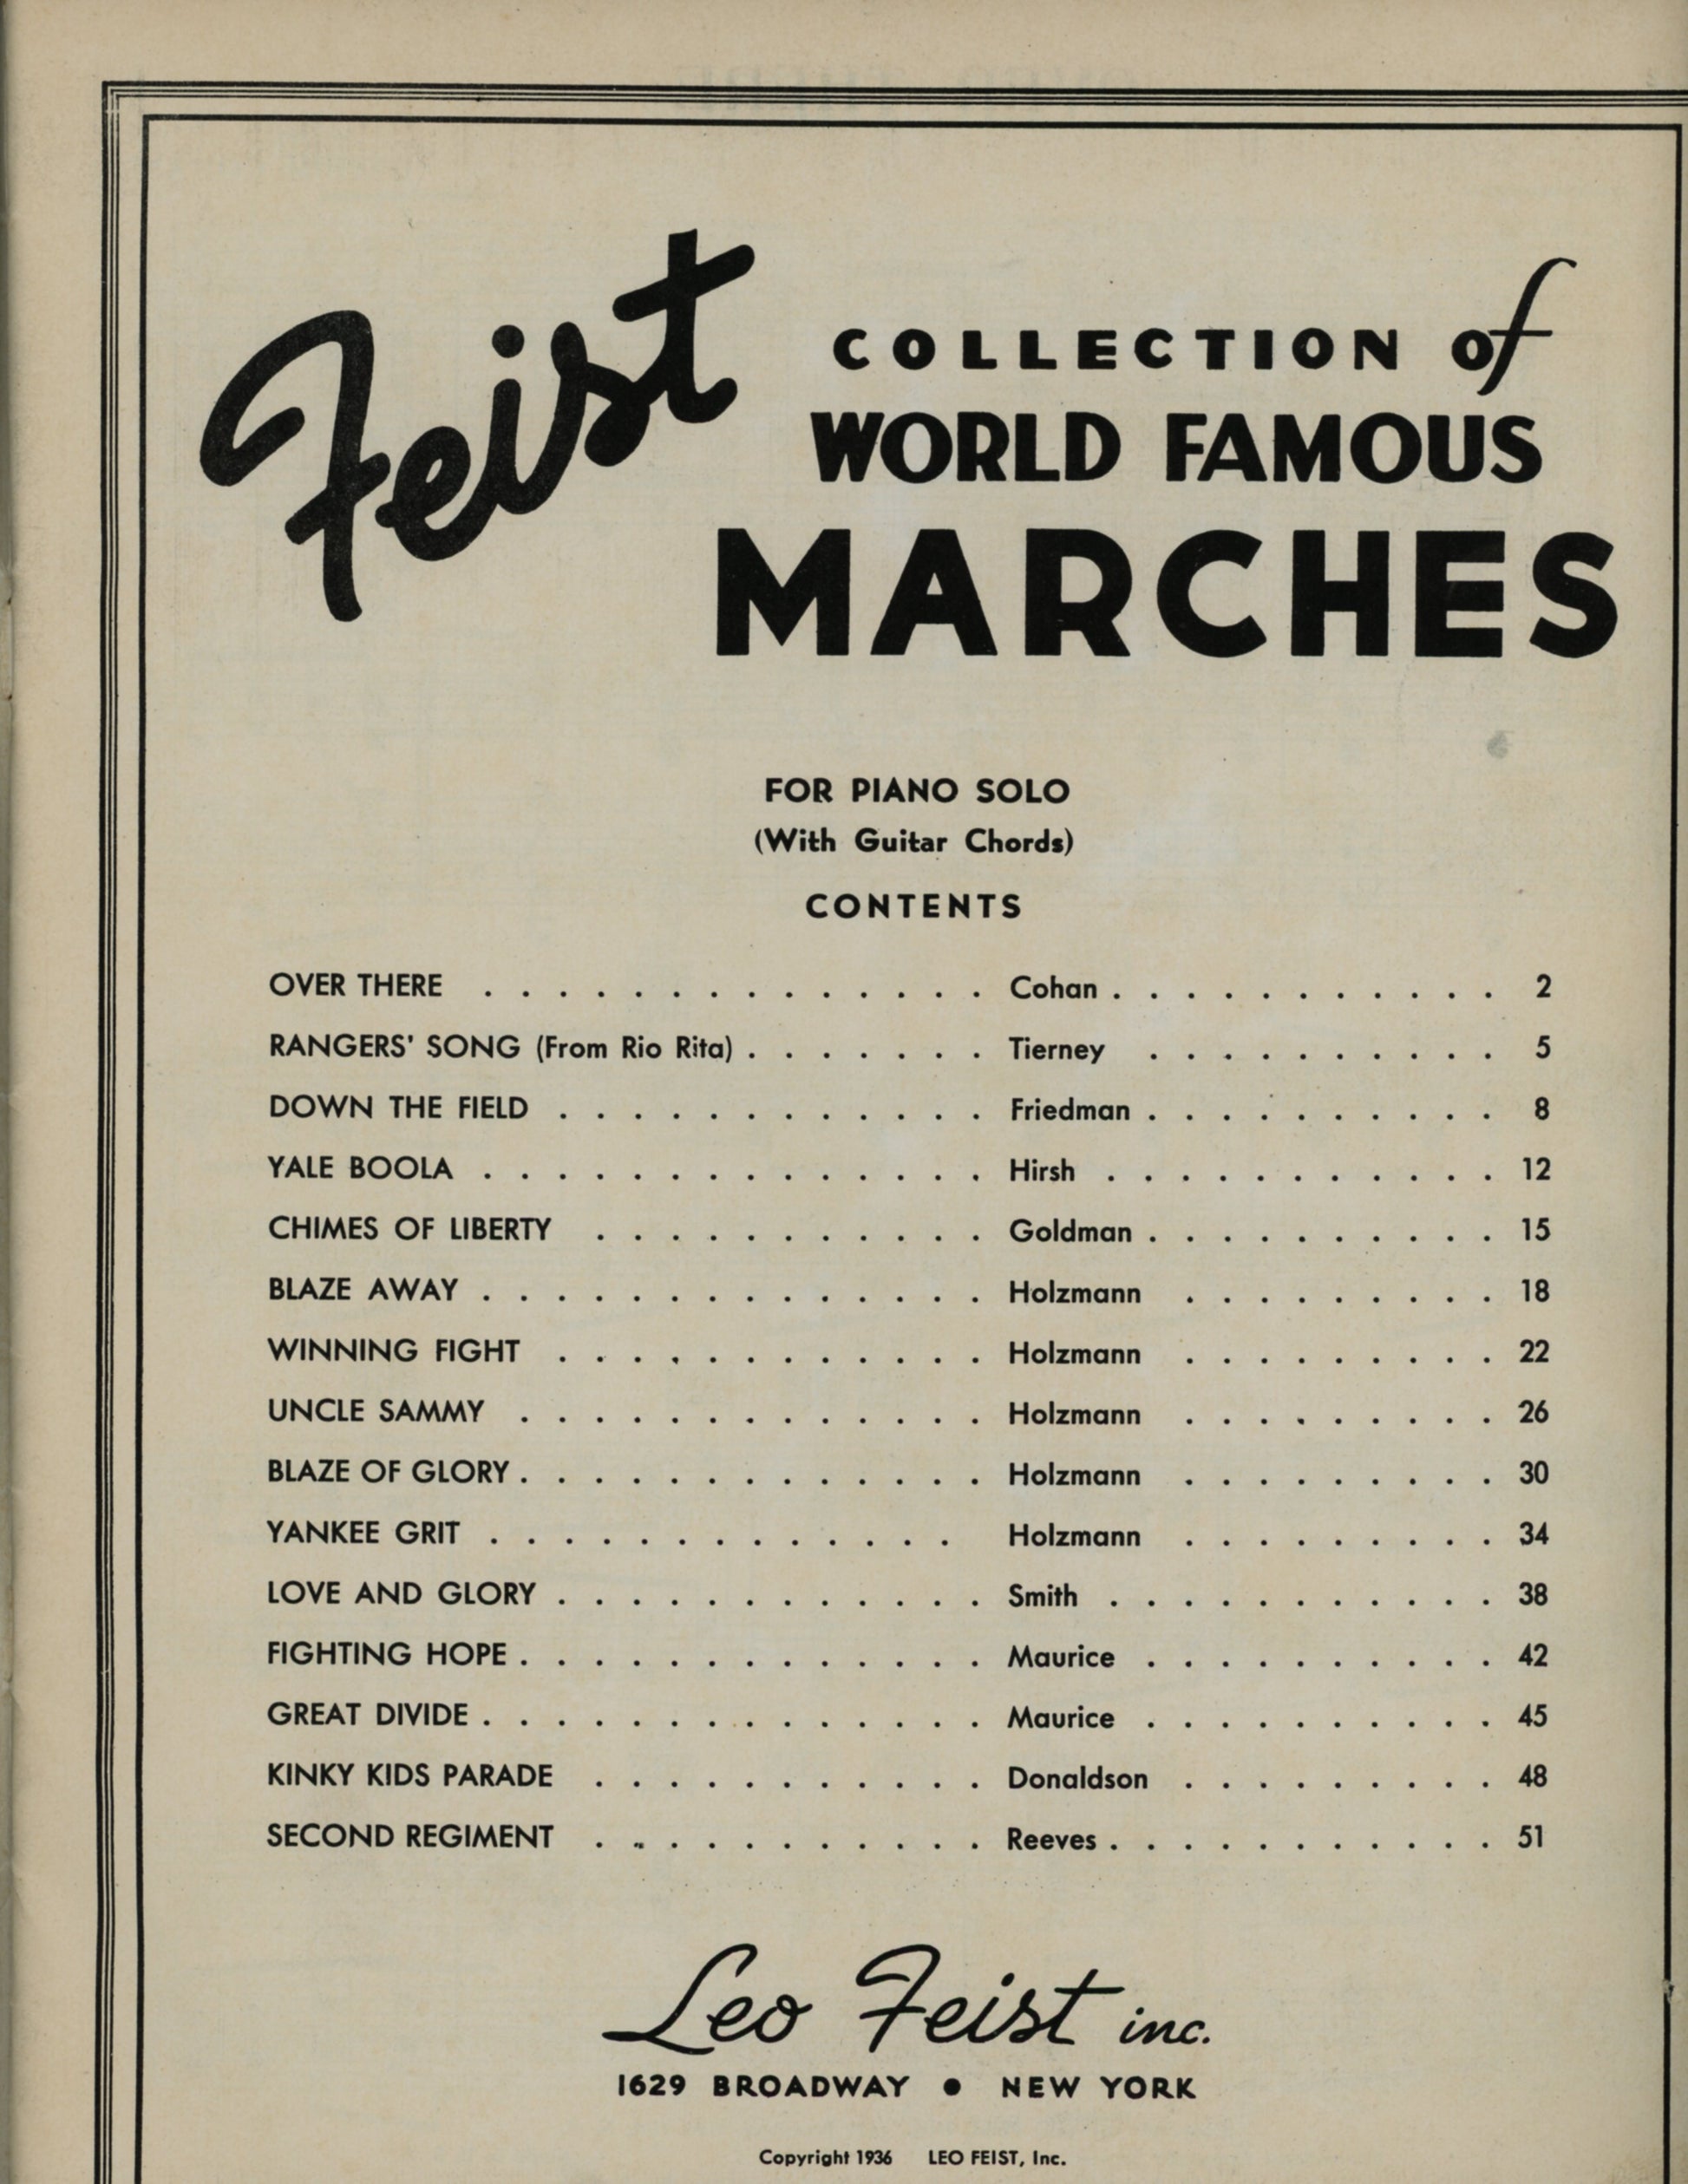 Feist COLLECTION of
WORLD FAMOUS
MARCHES
FOR PIANO SOLO
(With Guitar Chords)
CONTENTS
OVER THERE . . . . . . . . . . . . . . Cohan . . . . . . . . . . . 2
RANGERS' SONG (From Rio Rita) . . . . . . . Tierney . . . . . . . . . . 5
DOWN THE FIELD . . . . . . . . . . . . Friedman . . . . . . . . . . 8
YALE BOOLA . . . . . . . . . . . . . . Hirsh . . . . . . . . . . . 12
CHIMES OF LIBERTY . . . . . . . . . . . Goldman . . . . . . . . . . 15
BLAZE AWAY . . . . . . . . . . . . . . Holzmann . . . . . . . . . 18
WINNING FIGHT . . . . . . . . . . . . Holzmann . . . . . . . . . 22
UNCLE SAMMY . . . . . . . . . . . . . Holzmann . . . . . . . . . 26
BLAZE OF GLORY . . . . . . . . . . . . . Holzmann . . . . . . . . . 30
YANKEE GRIT . . . . . . . . . . . . . Holzmann . . . . . . . . . 34
LOVE AND GLORY . . . . . . . . . . . . Smith . . . . . . . . . . . 38
FIGHTING HOPE . . . . . . . . . . . . . Maurice . . . . . . . . . . 42
GREAT DIVIDE . . . . . . . . . . . . . . Maurice . . . . . . . . . . 45
KINKY KIDS PARADE . . . . . . . . . . . Donaldson . . . . . . . . . 48
SECOND REGIMENT . . . . . . . . . . . Reeves . . . . . . . . . . . 51
Leo Feist inc.
1629 BROADWAY ● NEW YORK
Copyright 1936 LEO FEIST, Inc.